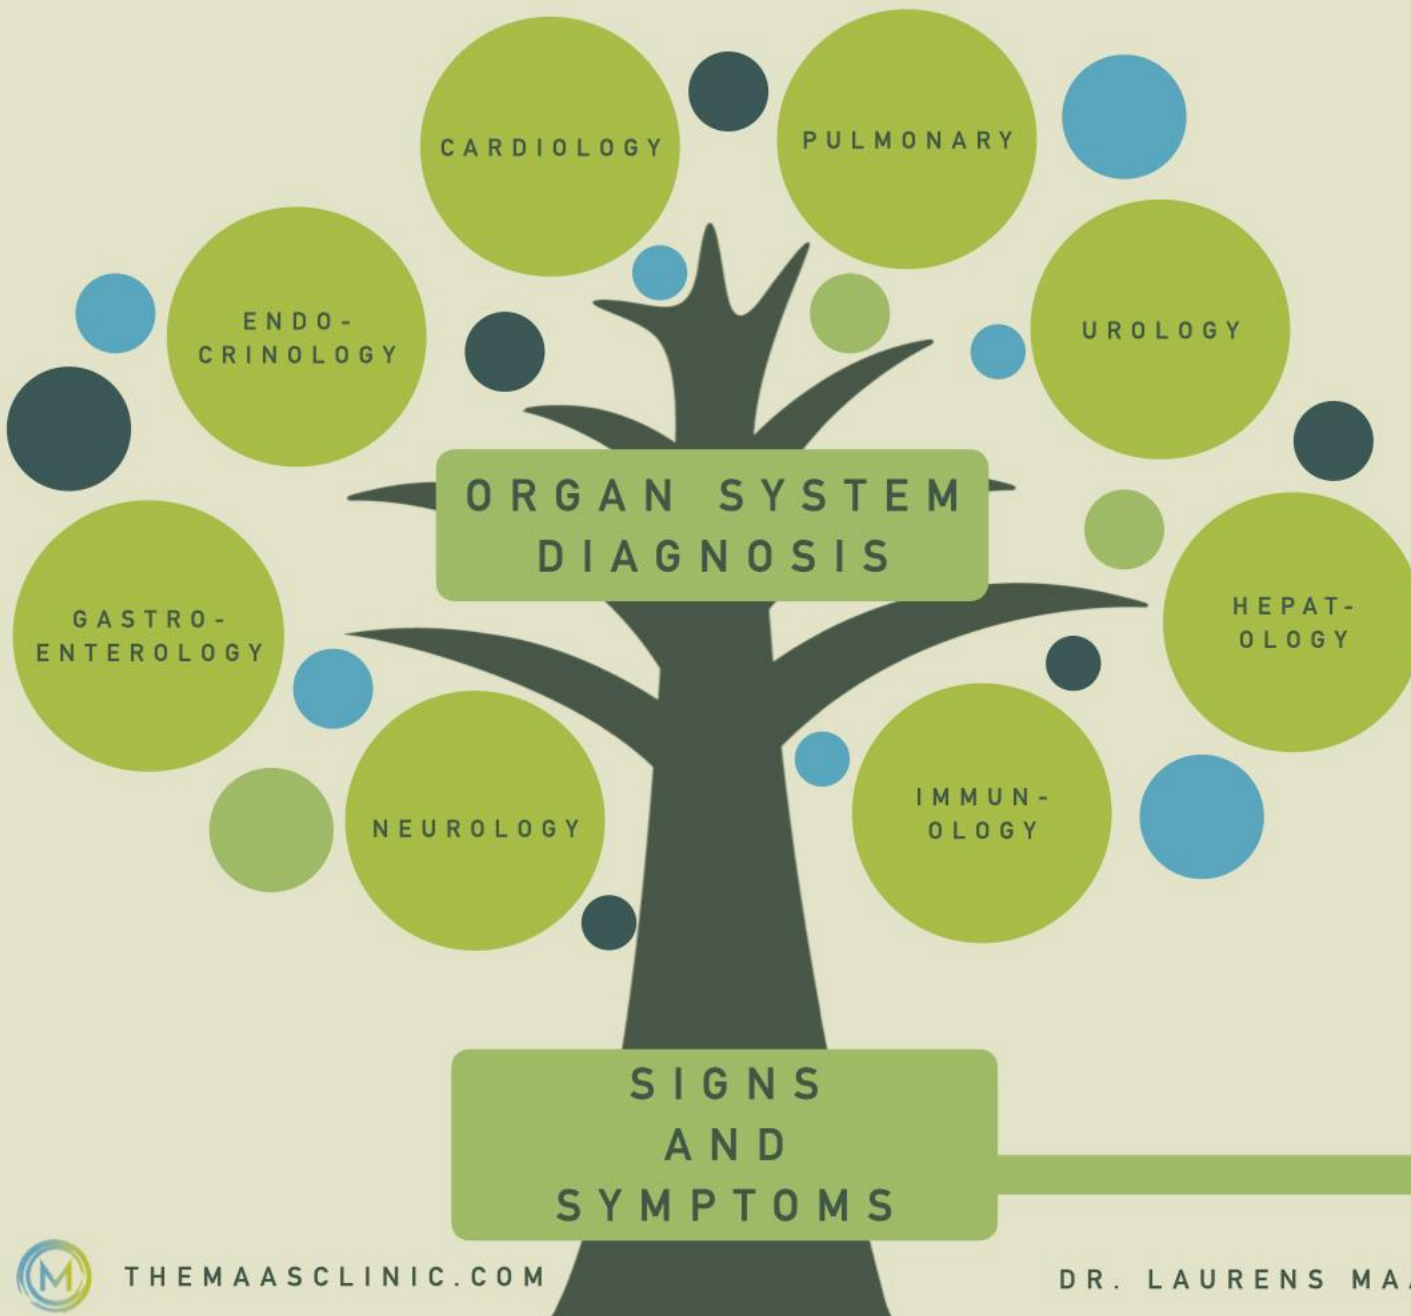 CARDIOLOGY
PULMONARY
ENDO-
CRINOLOGY
UROLOGY
ORGAN SYSTEM
DIAGNOSIS
GASTRO-
ENTEROLOGY
HEPAT-
OLOGY
NEUROLOGY
IMMUN-
OLOGY
SIGNS
AND
SYMPTOMS
M
THEMAASCLINIC.COM
DR. LAURENS